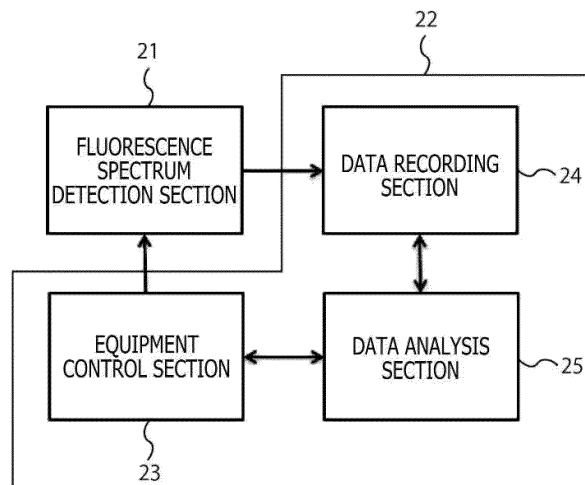 21
22
FLUORESCENCE
SPECTRUM
DETECTION SECTION
DATA RECORDING
SECTION
24
EQUIPMENT
CONTROL SECTION
DATA ANALYSIS
SECTION
25
23